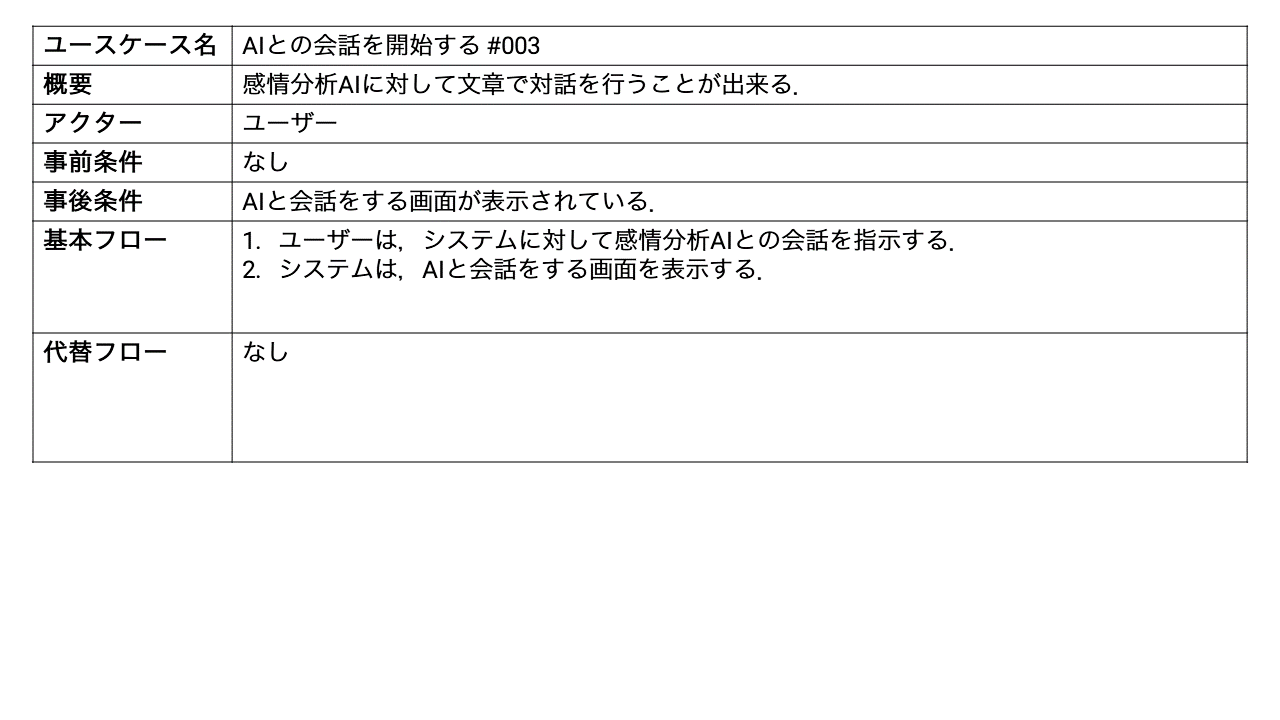 ユースケース名 AIとの会話を開始する #003
概要 感情分析AIに対して文章で対話を行うことが出来る．
アクター ユーザー
事前条件 なし
事後条件 AIと会話をする画面が表示されている．
基本フロー 1. ユーザーは，システムに対して感情分析AIとの会話を指示する．
2. システムは，AIと会話をする画面を表示する．
代替フロー なし